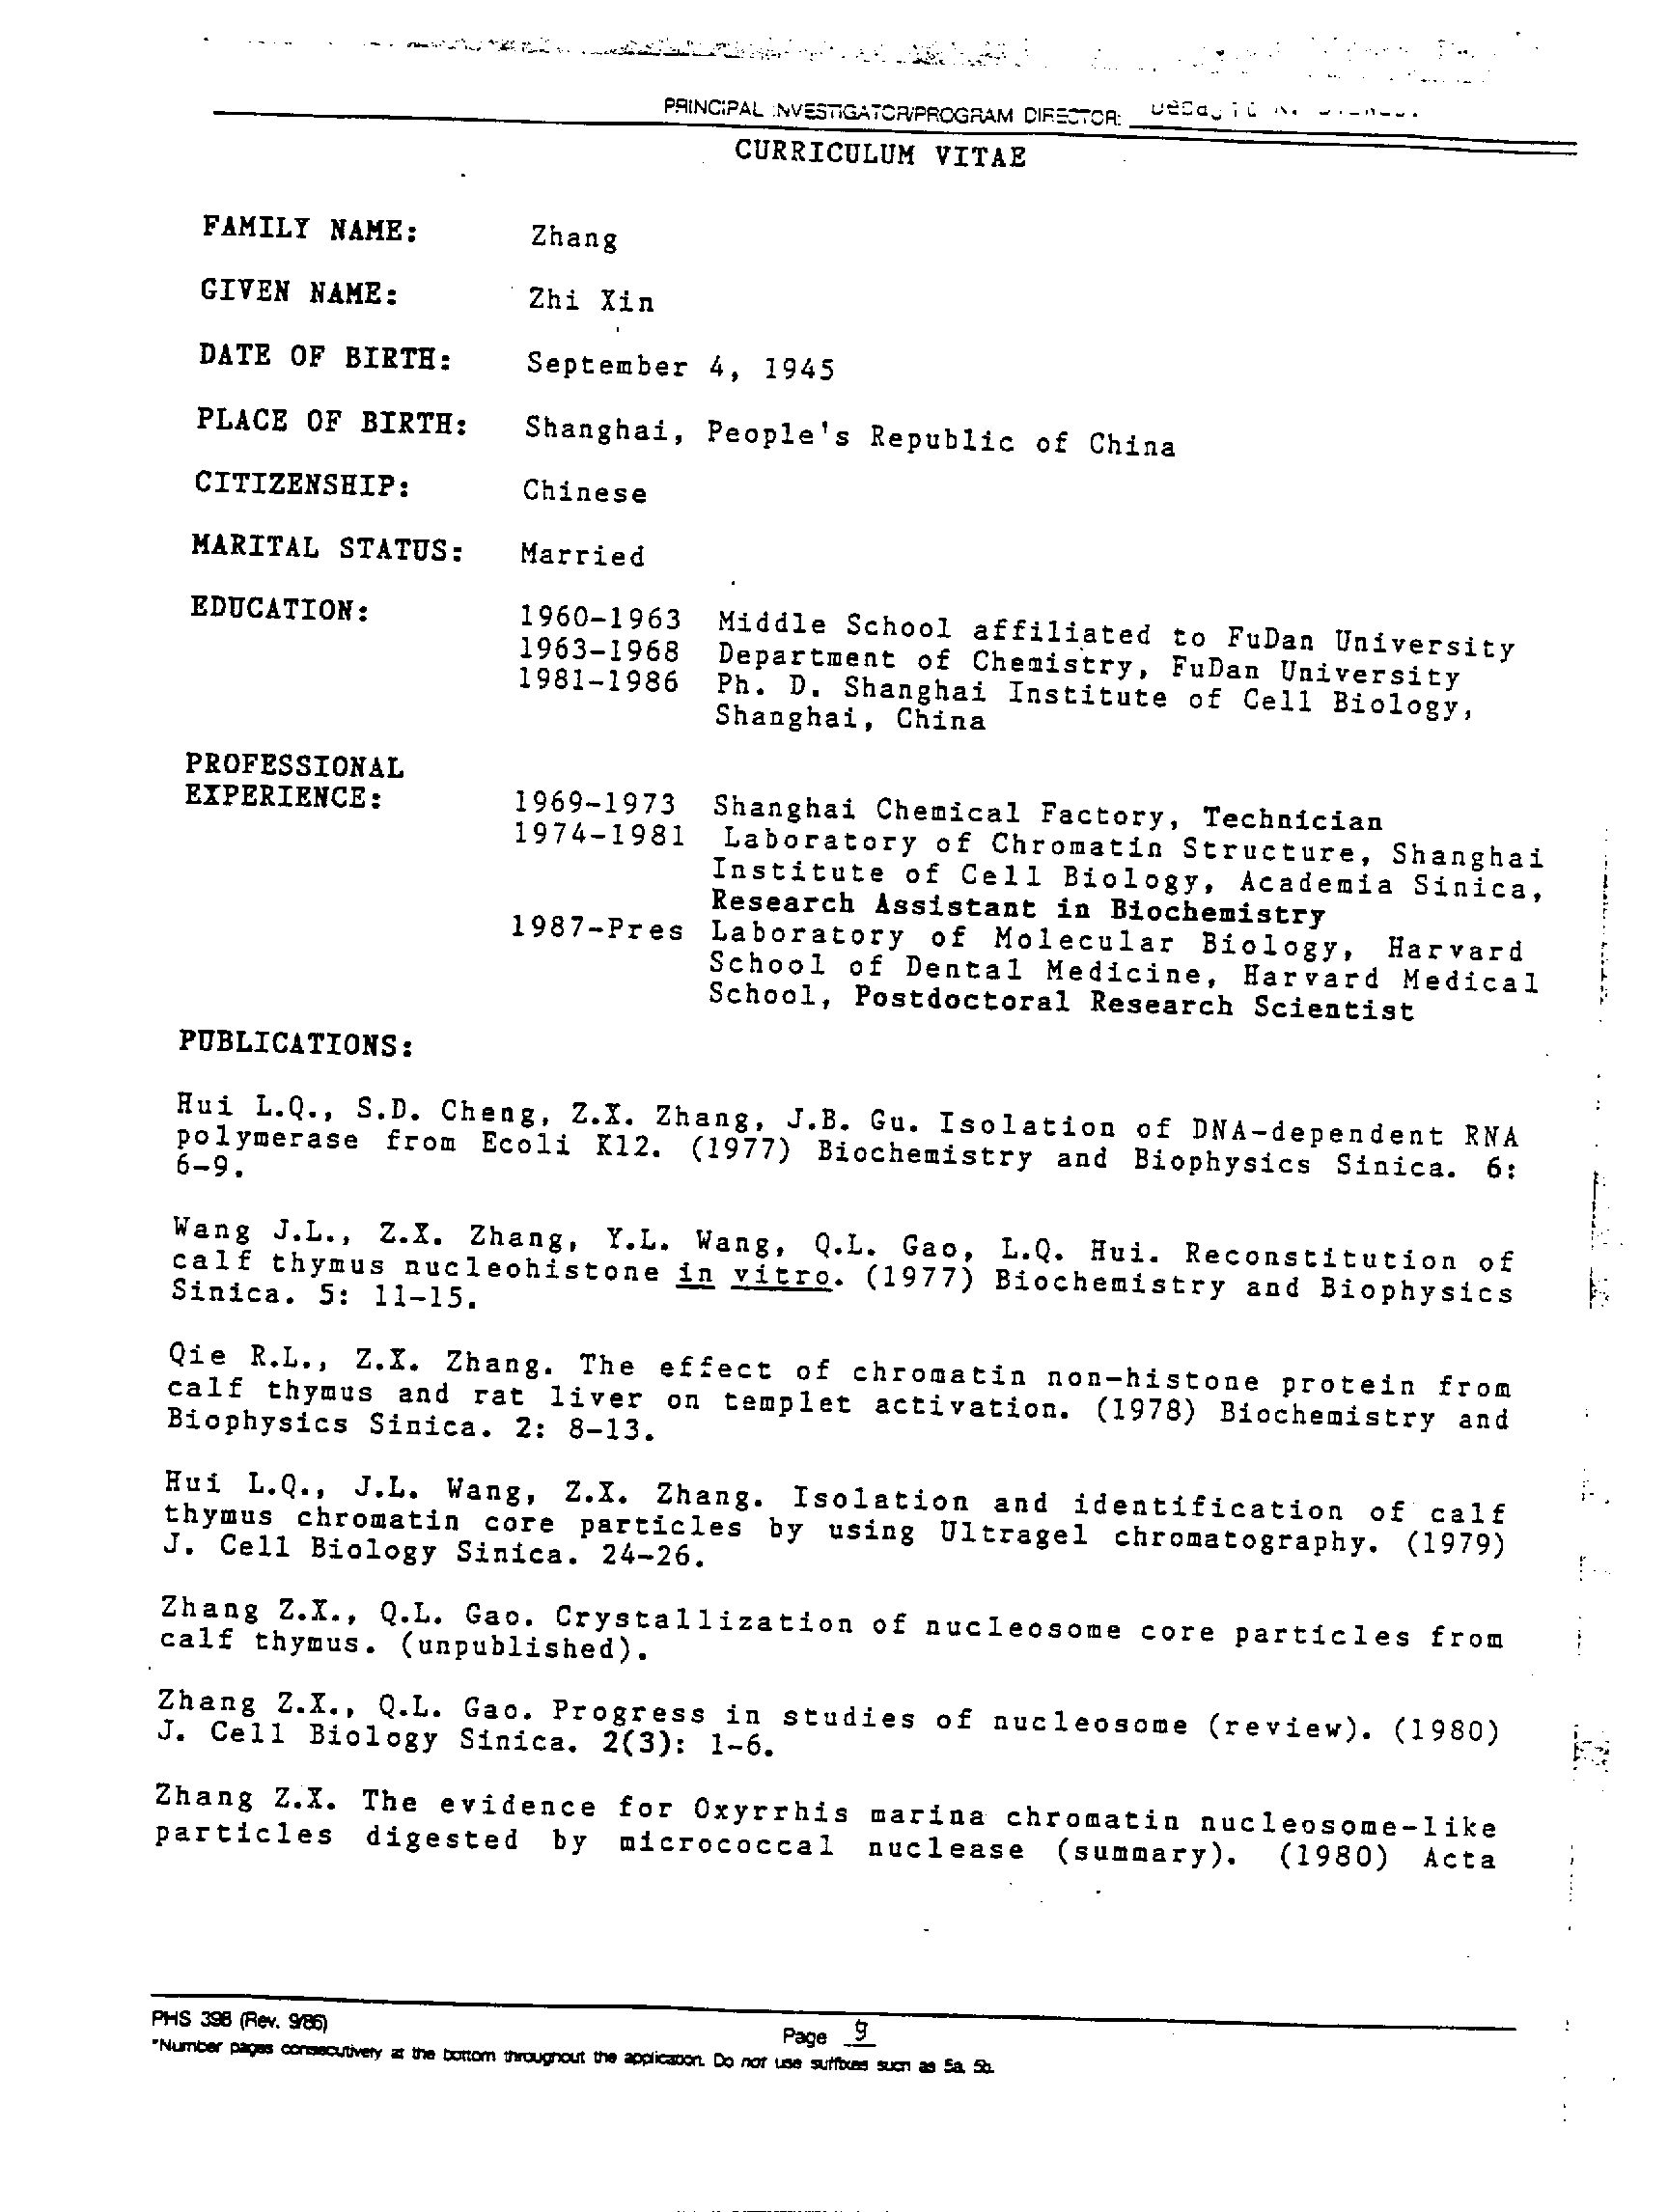 PRINCIPAL INVESTIGATOR/PROGRAM DIRECTOR:
CURRICULUM VITAE
FAMILY NAME: Zhang
GIVEN NAME: Zhi Xin
DATE OF BIRTH: September 4, 1945
PLACE OF BIRTH: Shanghai, People's Republic of China
CITIZENSHIP: Chinese
MARITAL STATUS: Married
EDUCATION: 1960-1963 Middle School affiliated to FuDan University
1963-1968 Department of Chemistry, FuDan University
1981-1986 Ph. D. Shanghai Institute of Cell Biology,
Shanghai, China
PROFESSIONAL
EXPERIENCE: 1969-1973 Shanghai Chemical Factory, Technician
1974-1981 Laboratory of Chromatin Structure, Shanghai
Institute of Cell Biology, Academia Sinica,
Research Assistant in Biochemistry
1987-Pres Laboratory of Molecular Biology, Harvard
School of Dental Medicine, Harvard Medical
School, Postdoctoral Research Scientist
PUBLICATIONS:
Hui L.Q., S.D. Cheng, Z.X. Zhang, J.B. Gu. Isolation of DNA-dependent RNA
polymerase from Ecoli K12. (1977) Biochemistry and Biophysics Sinica. 6:
6-9.
Wang J.L., Z.X. Zhang, Y.L. Wang, Q.L. Gao, L.Q. Hui. Reconstitution of
calf thymus nucleohistone in vitro. (1977) Biochemistry and Biophysics
Sinica. 5: 11-15.
Qie R.L., Z.X. Zhang. The effect of chromatin non-histone protein from
calf thymus and rat liver on templet activation. (1978) Biochemistry and
Biophysics Sinica. 2: 8-13.
Hui L.Q., J.L. Wang, Z.X. Zhang. Isolation and identification of calf
thymus chromatin core particles by using Ultragel chromatography. (1979)
J. Cell Biology Sinica. 24-26.
Zhang Z.X., Q.L. Gao. Crystallization of nucleosome core particles from
calf thymus. (unpublished).
Zhang Z.X., Q.L. Gao. Progress in studies of nucleosome (review). (1980)
J. Cell Biology Sinica. 2(3): 1-6.
Zhang Z.X. The evidence for Oxyrrhis marina chromatin nucleosome-like
particles digested by micrococcal nuclease (summary). (1980) Acta
PHS 398 (Rev. 9/86)
Page 9
*Number pages consecutively at the bottom throughout the application. Do not use suffixes such as 5a, 5b.